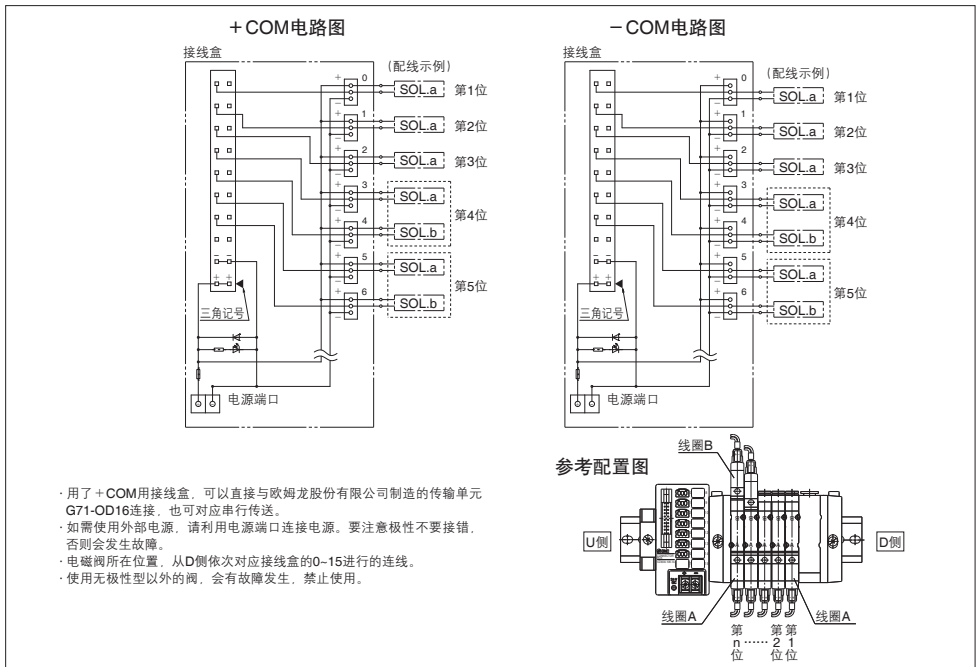 ＋COM电路图
接线盒
(配线示例)
+ 0
−
SOL.a 第1位
+ 1
−
SOL.a 第2位
+ 2
−
SOL.a 第3位
+ 3
−
SOL.a
第4位
+ 4
−
SOL.b
+ 5
−
SOL.a
第5位
+ 6
−
SOL.b
− −
+ +
三角记号
电源端口
－COM电路图
接线盒
(配线示例)
+ 0
−
SOL.a 第1位
+ 1
−
SOL.a 第2位
+ 2
−
SOL.a 第3位
+ 3
−
SOL.a
第4位
+ 4
−
SOL.b
+ 5
−
SOL.a
第5位
+ 6
−
SOL.b
− −
+ +
三角记号
电源端口
·用了＋COM用接线盒，可以直接与欧姆龙股份有限公司制造的传输单元
G71-OD16连接，也可对应串行传送。
·如需使用外部电源，请利用电源端口连接电源。要注意极性不要接错，
否则会发生故障。
·电磁阀所在位置，从D侧依次对应接线盒的0~15进行的连线。
·使用无极性型以外的阀，会有故障发生，禁止使用。
参考配置图
线圈B
U侧
D侧
线圈A
线圈A
第n位
……
第2位
第1位